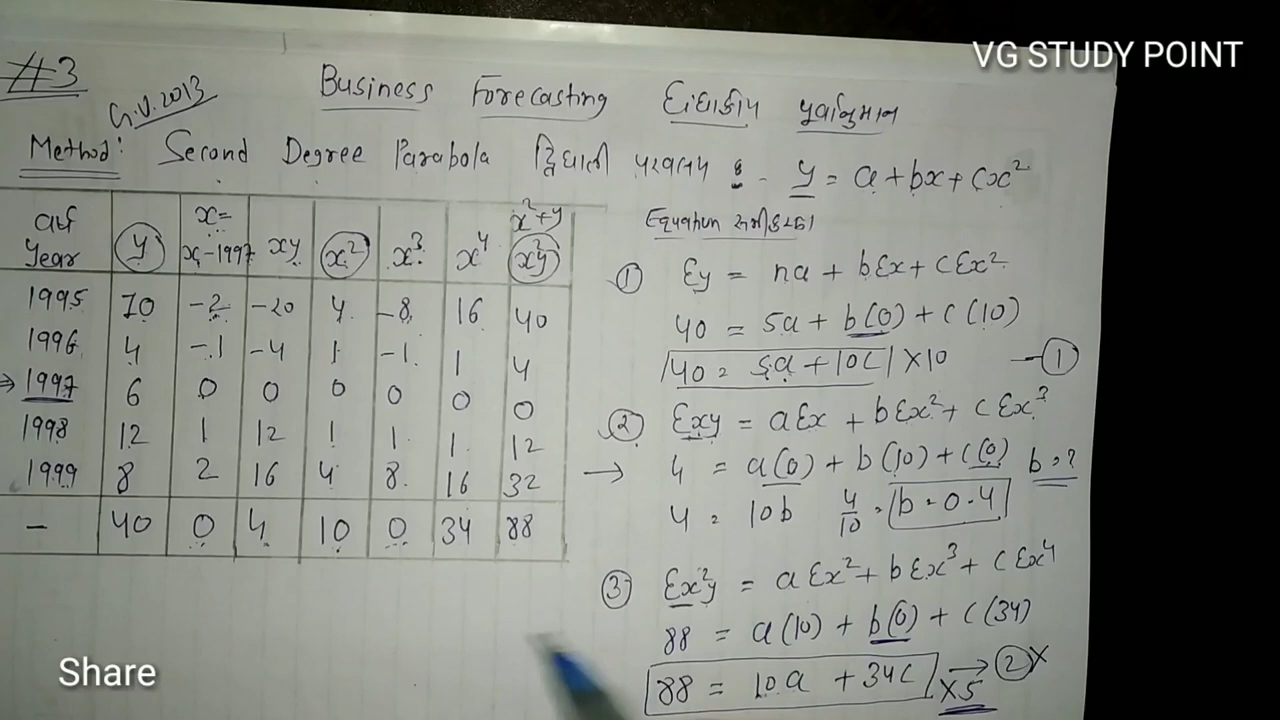 VG STUDY POINT
#3
G.U. 2013
Business Forecasting ધંધાકીય પૂર્વાનુમાન
Method: Second Degree Parabola દ્વિઘાતી પરવલય : - y = a + bx + cx²
વર્ષ Year | y | x = x - 1997 | xy | x² | x³ | x⁴ | x² + y x²y
1995 | 10 | -2 | -20 | 4 | -8 | 16 | 40
1996 | 4 | -1 | -4 | 1 | -1 | 1 | 4
⇒ 1997 | 6 | 0 | 0 | 0 | 0 | 0 | 0
1998 | 12 | 1 | 12 | 1 | 1 | 1 | 12
1999 | 8 | 2 | 16 | 4 | 8 | 16 | 32
- | 40 | 0 | 4 | 10 | 0 | 34 | 88
Equation સમીકરણ
① Σy = na + bΣx + cΣx²
40 = 5a + b(0) + c(10)
40 = 5a + 10c × 10 — ①
② Σxy = aΣx + bΣx² + cΣx³
→ 4 = a(0) + b(10) + c(0) b = ?
4 = 10b 4/10 = b = 0.4
③ Σx²y = aΣx² + bΣx³ + cΣx⁴
88 = a(10) + b(0) + c(34)
88 = 10a + 34c → ② ×
×5
Share